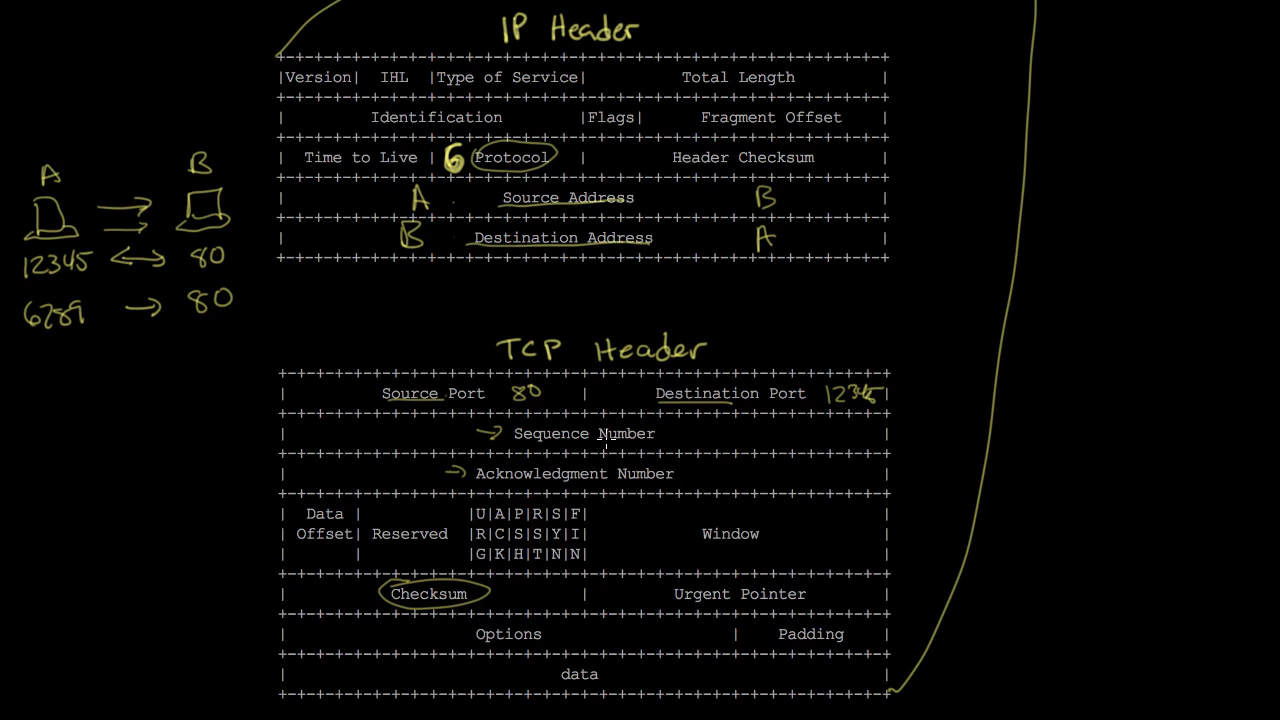 IP Header
+-+-+-+-+-+-+-+-+-+-+-+-+-+-+-+-+-+-+-+-+-+-+-+-+-+-+-+-+-+-+-+-+
|Version| IHL |Type of Service| Total Length |
+-+-+-+-+-+-+-+-+-+-+-+-+-+-+-+-+-+-+-+-+-+-+-+-+-+-+-+-+-+-+-+-+
| Identification |Flags| Fragment Offset |
+-+-+-+-+-+-+-+-+-+-+-+-+-+-+-+-+-+-+-+-+-+-+-+-+-+-+-+-+-+-+-+-+
| Time to Live | 6 Protocol | Header Checksum |
+-+-+-+-+-+-+-+-+-+-+-+-+-+-+-+-+-+-+-+-+-+-+-+-+-+-+-+-+-+-+-+-+
| A Source Address B |
+-+-+-+-+-+-+-+-+-+-+-+-+-+-+-+-+-+-+-+-+-+-+-+-+-+-+-+-+-+-+-+-+
| B Destination Address A |
+-+-+-+-+-+-+-+-+-+-+-+-+-+-+-+-+-+-+-+-+-+-+-+-+-+-+-+-+-+-+-+-+
A B
12345 ↔ 80
6789 → 80
TCP Header
+-+-+-+-+-+-+-+-+-+-+-+-+-+-+-+-+-+-+-+-+-+-+-+-+-+-+-+-+-+-+-+-+
| Source Port 80 | Destination Port 12345 |
+-+-+-+-+-+-+-+-+-+-+-+-+-+-+-+-+-+-+-+-+-+-+-+-+-+-+-+-+-+-+-+-+
| → Sequence Number |
+-+-+-+-+-+-+-+-+-+-+-+-+-+-+-+-+-+-+-+-+-+-+-+-+-+-+-+-+-+-+-+-+
| → Acknowledgment Number |
+-+-+-+-+-+-+-+-+-+-+-+-+-+-+-+-+-+-+-+-+-+-+-+-+-+-+-+-+-+-+-+-+
| Data | |U|A|P|R|S|F| |
| Offset| Reserved |R|C|S|S|Y|I| Window |
| | |G|K|H|T|N|N| |
+-+-+-+-+-+-+-+-+-+-+-+-+-+-+-+-+-+-+-+-+-+-+-+-+-+-+-+-+-+-+-+-+
| Checksum | Urgent Pointer |
+-+-+-+-+-+-+-+-+-+-+-+-+-+-+-+-+-+-+-+-+-+-+-+-+-+-+-+-+-+-+-+-+
| Options | Padding |
+-+-+-+-+-+-+-+-+-+-+-+-+-+-+-+-+-+-+-+-+-+-+-+-+-+-+-+-+-+-+-+-+
| data |
+-+-+-+-+-+-+-+-+-+-+-+-+-+-+-+-+-+-+-+-+-+-+-+-+-+-+-+-+-+-+-+-+